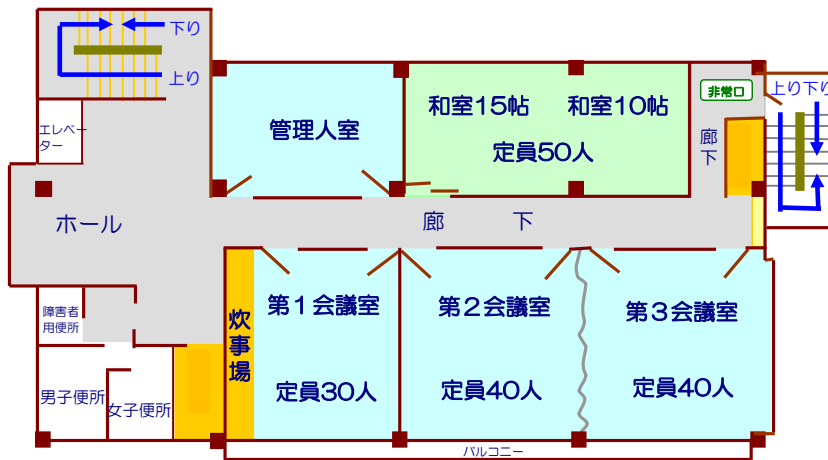 下り
上り
非常口
上り下り
和室15帖
和室10帖
管理人室
定員50人
エレベー
ター
廊
下
ホール
廊
下
第1会議室
第2会議室
第3会議室
障害者
用便所
炊
事
場
定員30人
定員40人
定員40人
男子便所
女子便所
バルコニー